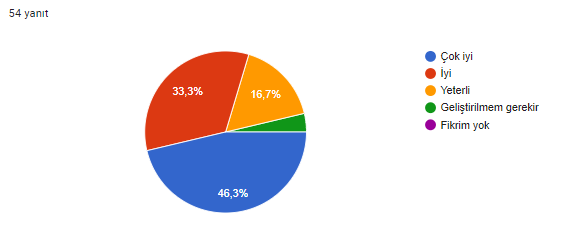 54 yanıt
33,3%
16,7%
46,3%
Çok iyi
İyi
Yeterli
Geliştirilmem gerekir
Fikrim yok